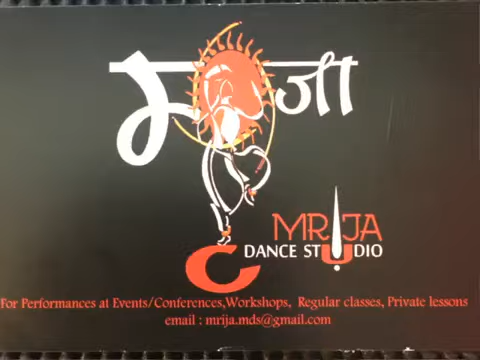 मृजा
MRIJA
DANCE STUDIO
For Performances at Events/Conferences,Workshops, Regular classes, Private lessons
email : mrija.mds@gmail.com